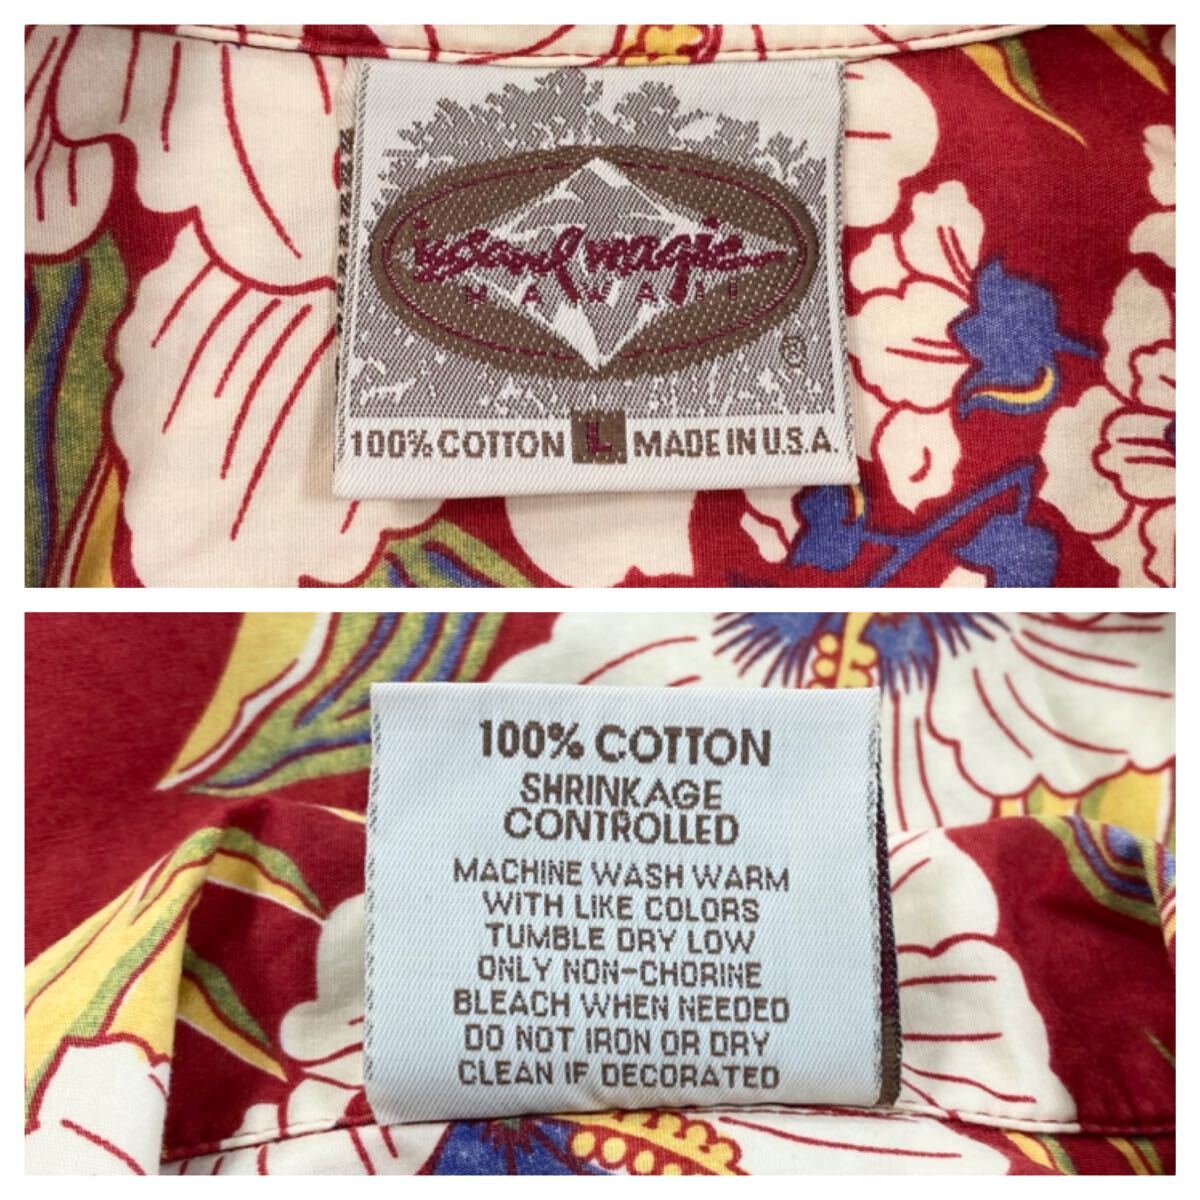 island magic
HAWAII
®
100% COTTON L MADE IN U.S.A.
100% COTTON
SHRINKAGE
CONTROLLED
MACHINE WASH WARM
WITH LIKE COLORS
TUMBLE DRY LOW
ONLY NON-CHORINE
BLEACH WHEN NEEDED
DO NOT IRON OR DRY
CLEAN IF DECORATED